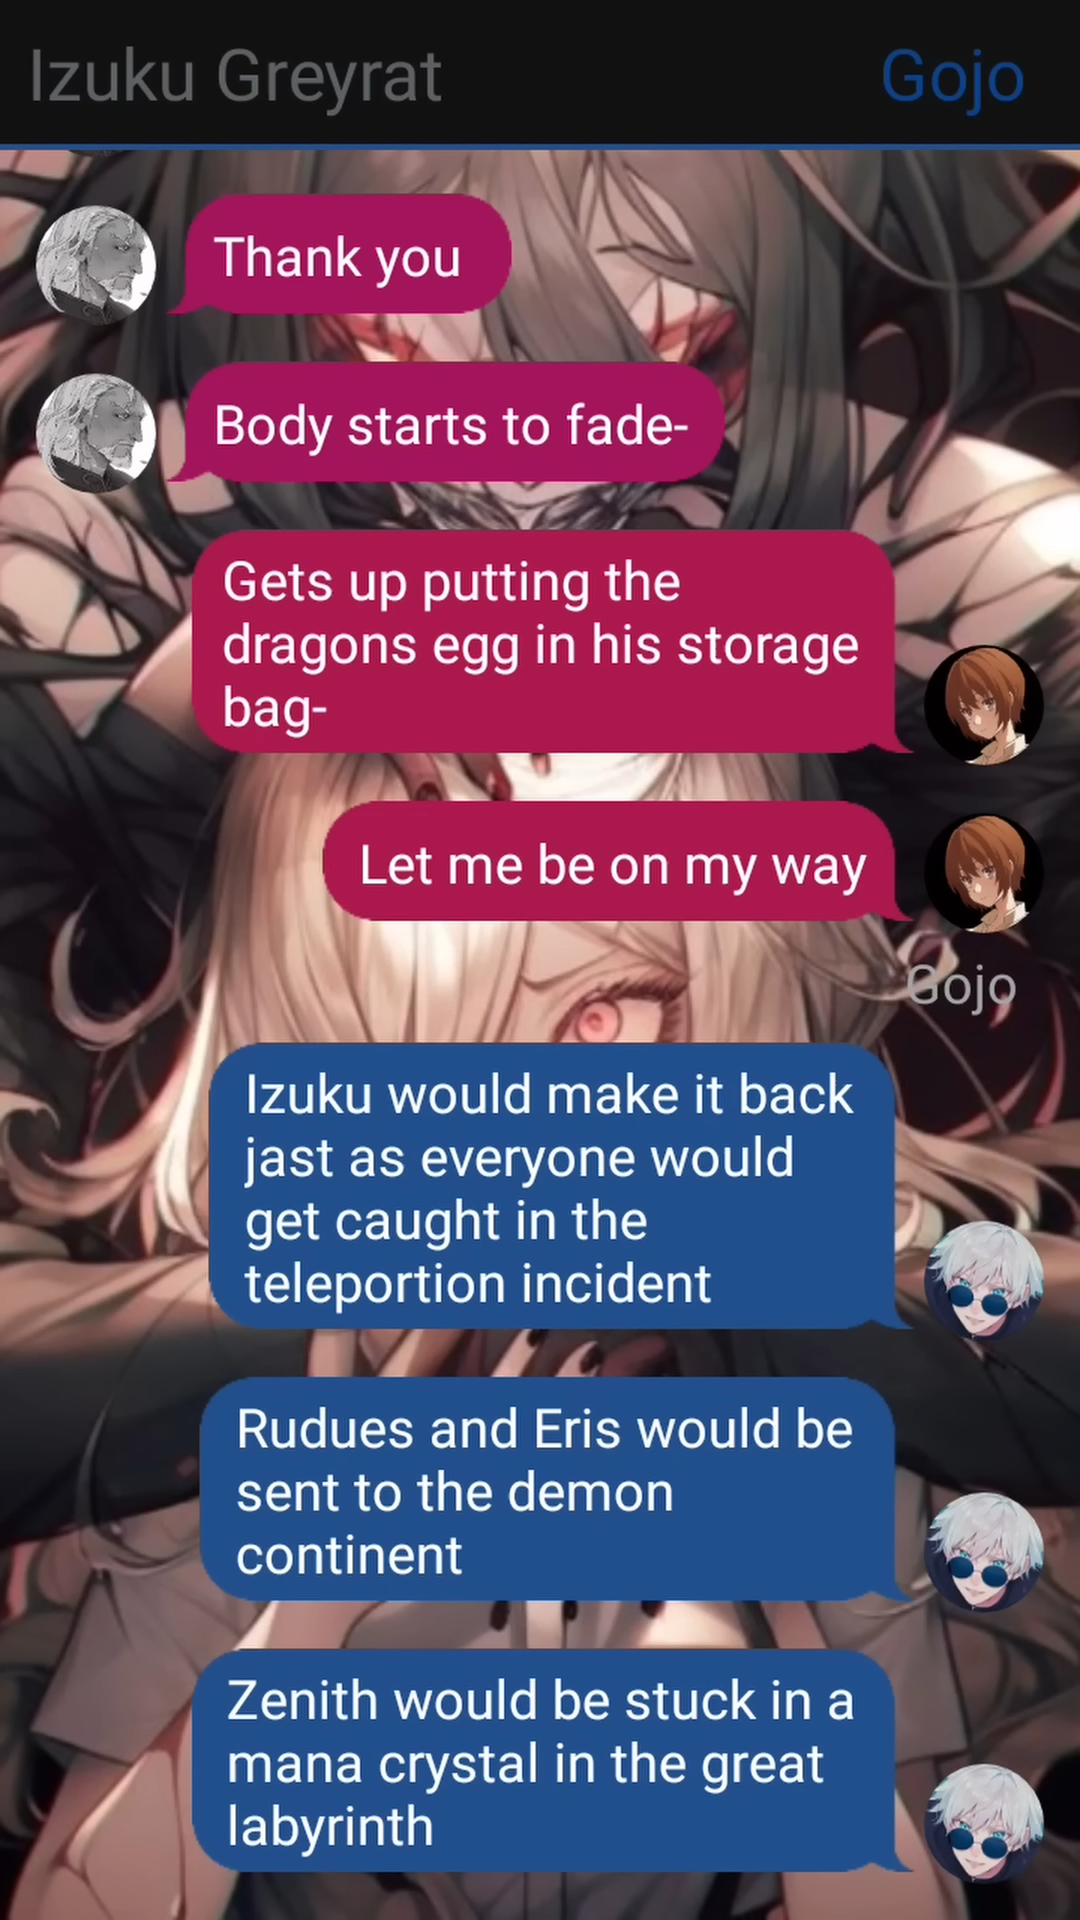 Izuku Greyrat
Gojo
Thank you
Body starts to fade-
Gets up putting the
dragons egg in his storage
bag-
Let me be on my way
Gojo
Izuku would make it back
jast as everyone would
get caught in the
teleportion incident
Rudues and Eris would be
sent to the demon
continent
Zenith would be stuck in a
mana crystal in the great
labyrinth